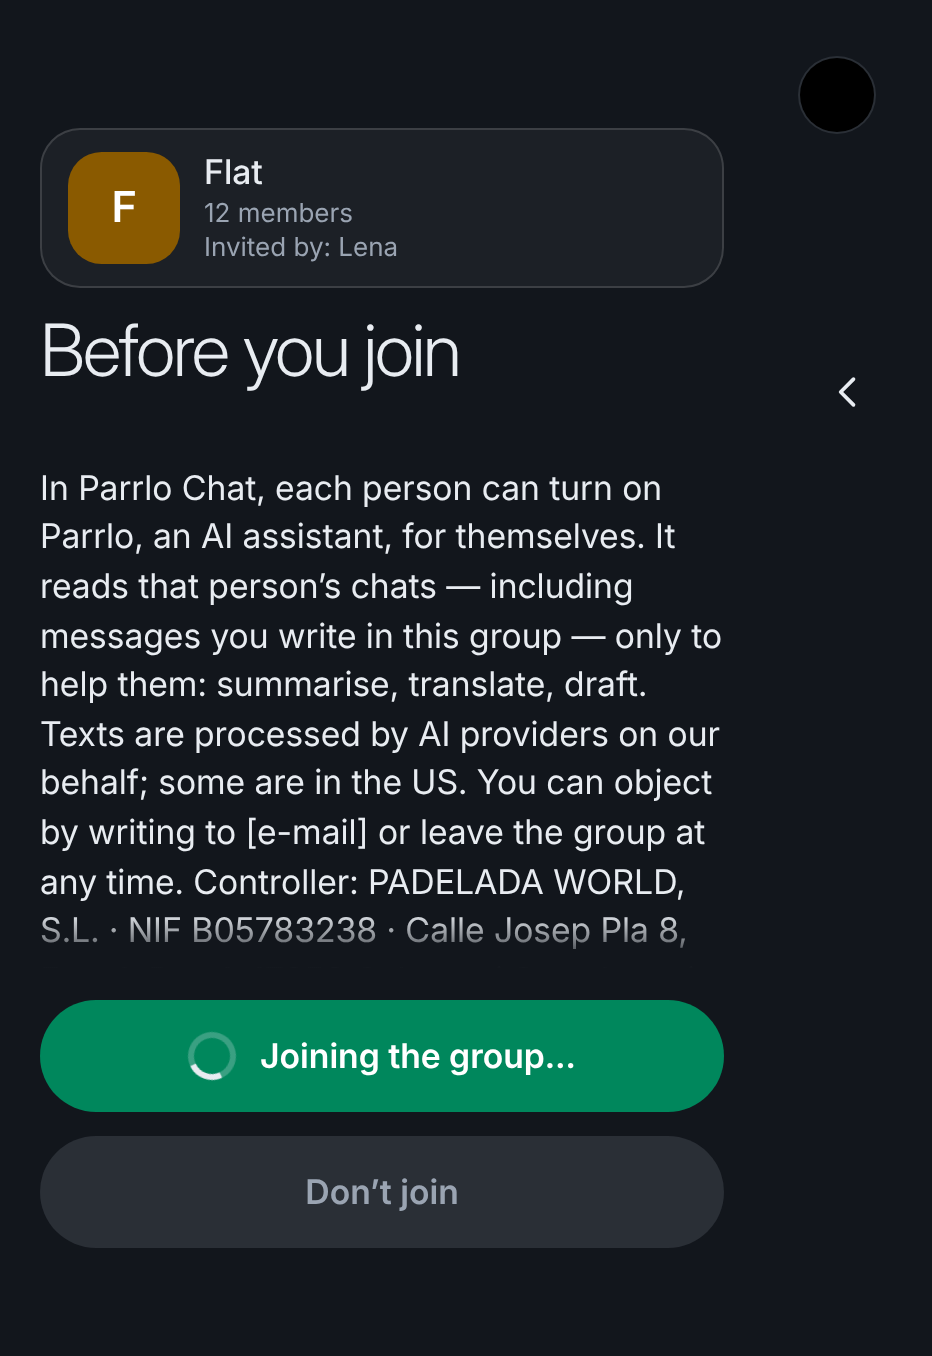 F
Flat
12 members
Invited by: Lena
Before you join
In Parrlo Chat, each person can turn on
Parrlo, an AI assistant, for themselves. It
reads that person’s chats — including
messages you write in this group — only to
help them: summarise, translate, draft.
Texts are processed by AI providers on our
behalf; some are in the US. You can object
by writing to [e-mail] or leave the group at
any time. Controller: PADELADA WORLD,
S.L. · NIF B05783238 · Calle Josep Pla 8,
Joining the group…
Don’t join